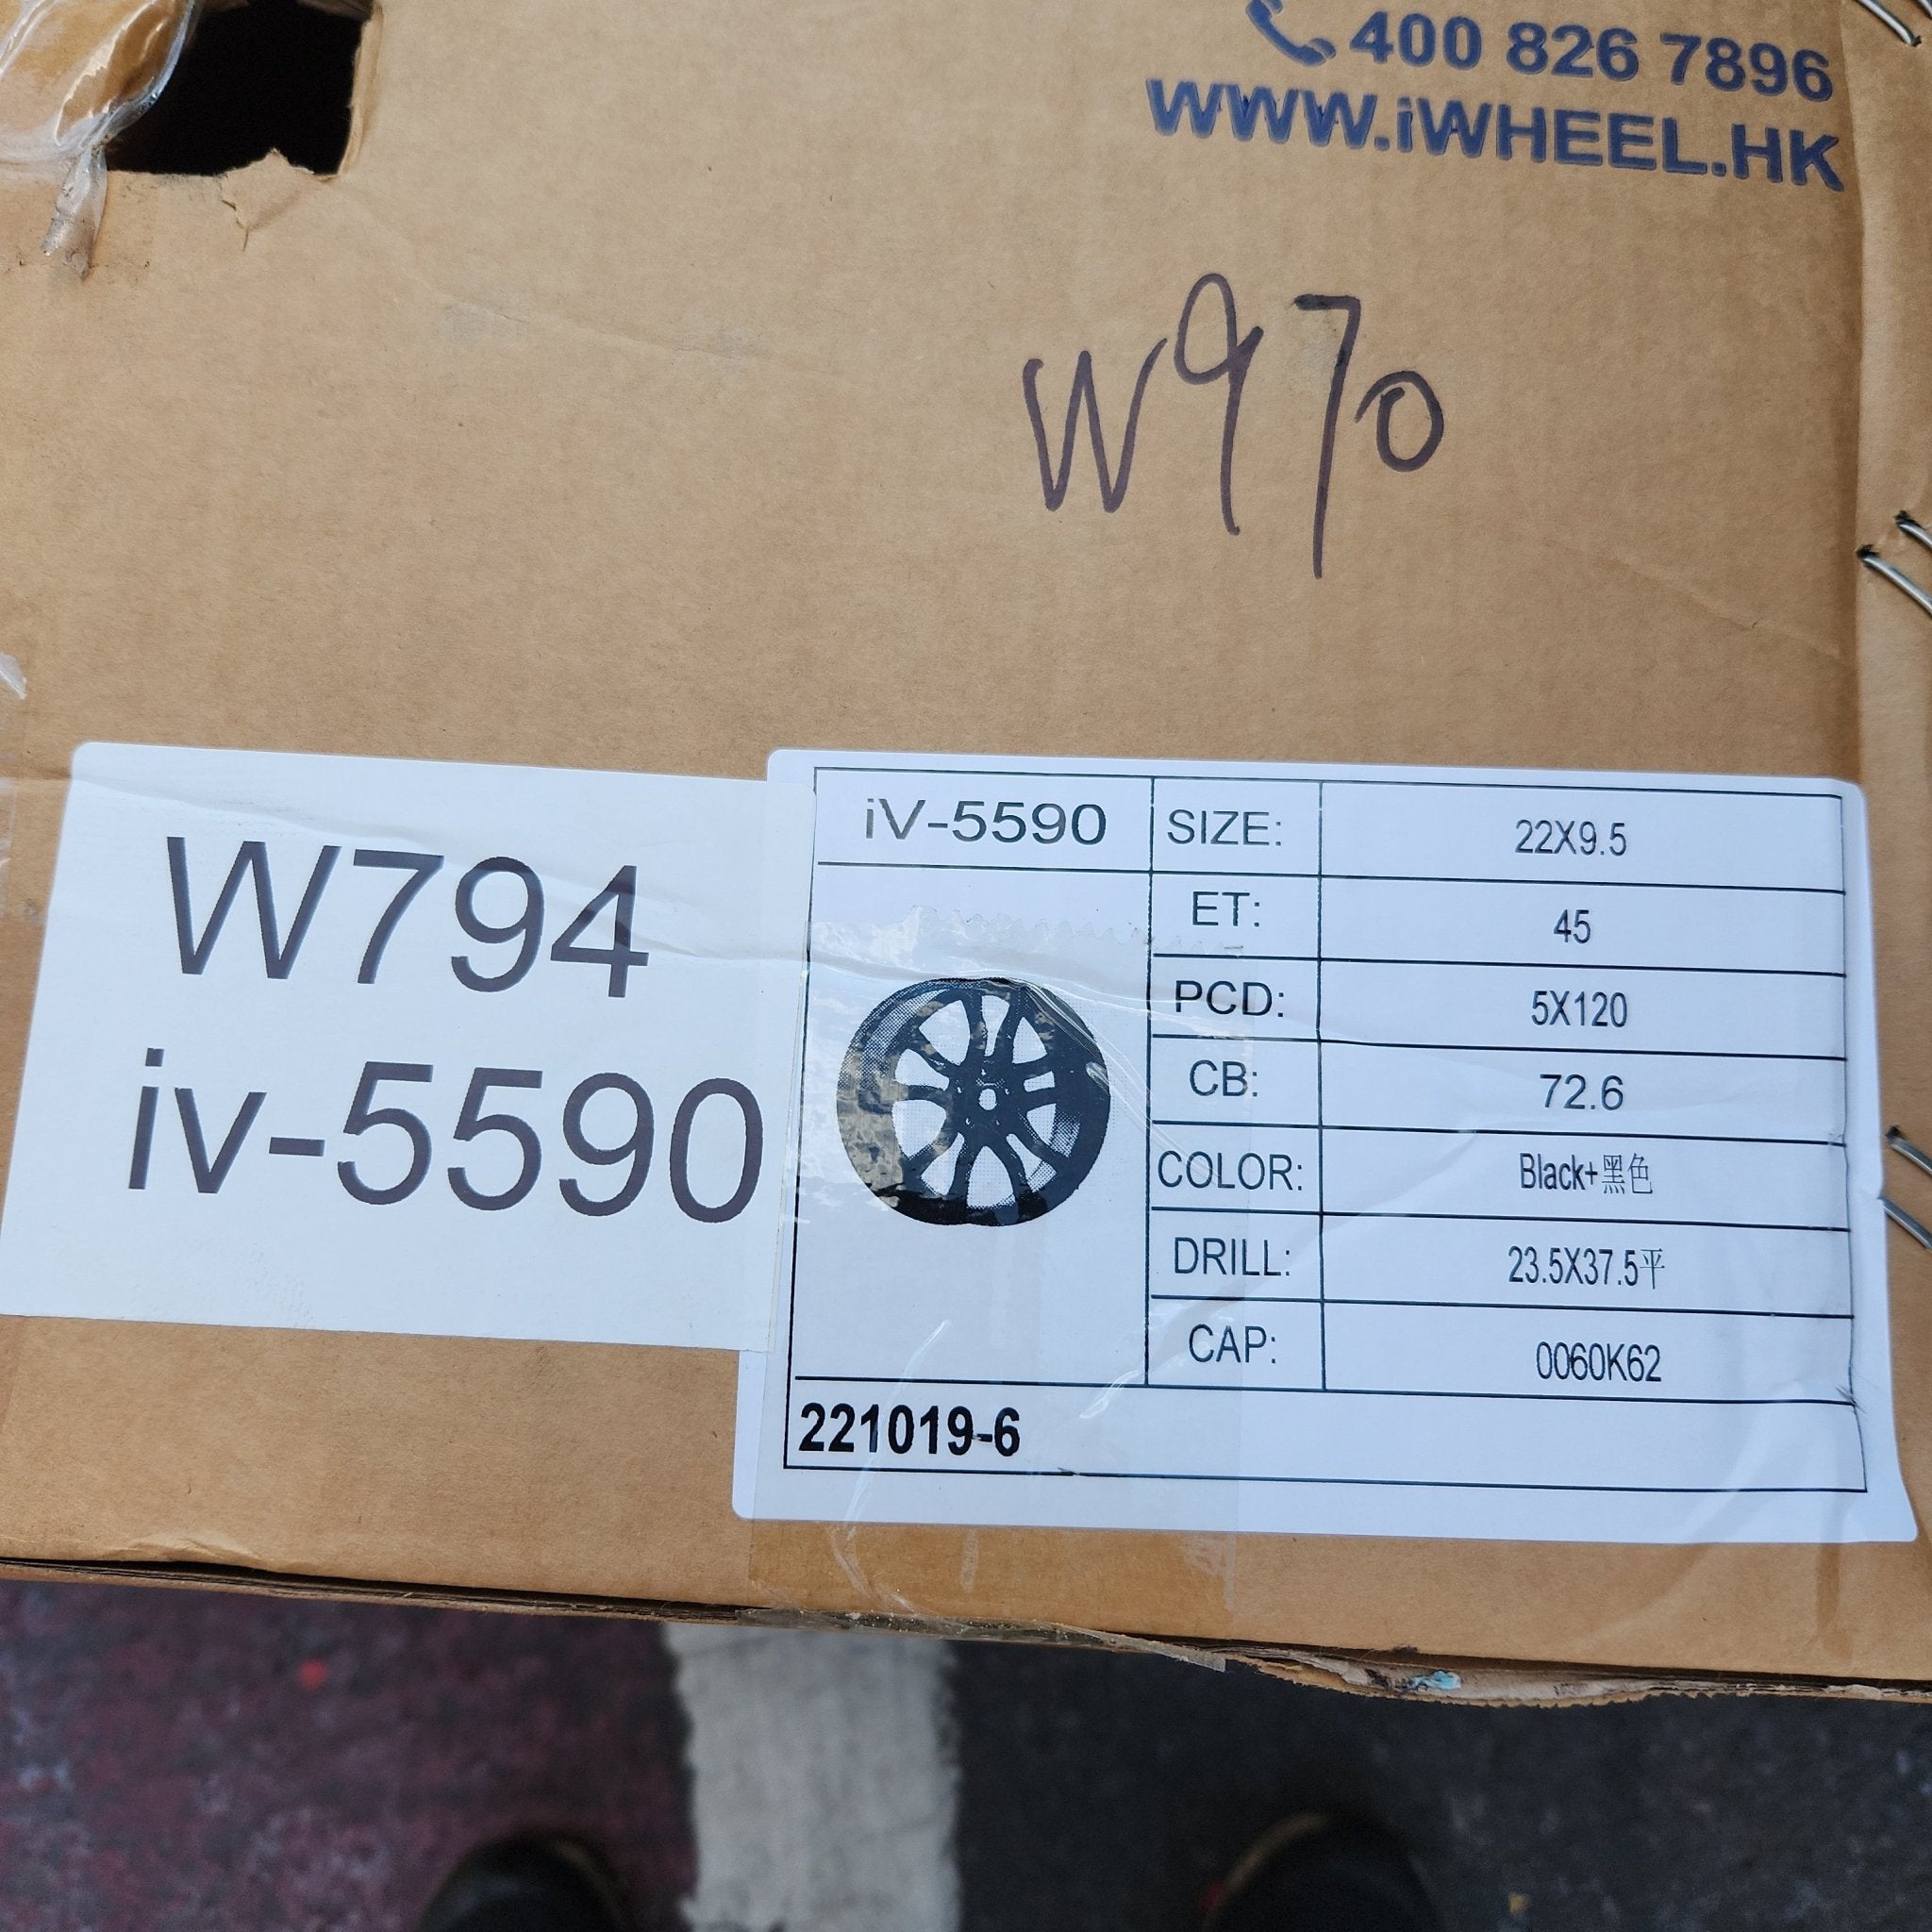 400 826 7896
WWW.iWHEEL.HK
W970
W794
iv-5590
iV-5590
SIZE: 22X9.5
ET: 45
PCD: 5X120
CB: 72.6
COLOR: Black+黑色
DRILL: 23.5X37.5平
CAP: 0060K62
221019-6